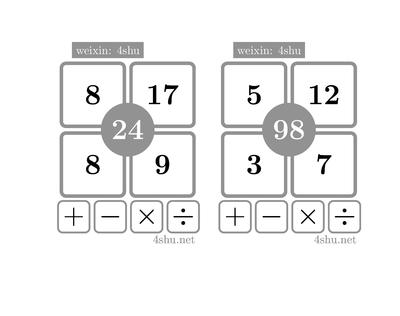 weixin: 4shu
8 17
24
8 9
+ − × ÷
4shu.net
weixin: 4shu
5 12
98
3 7
+ − × ÷
4shu.net